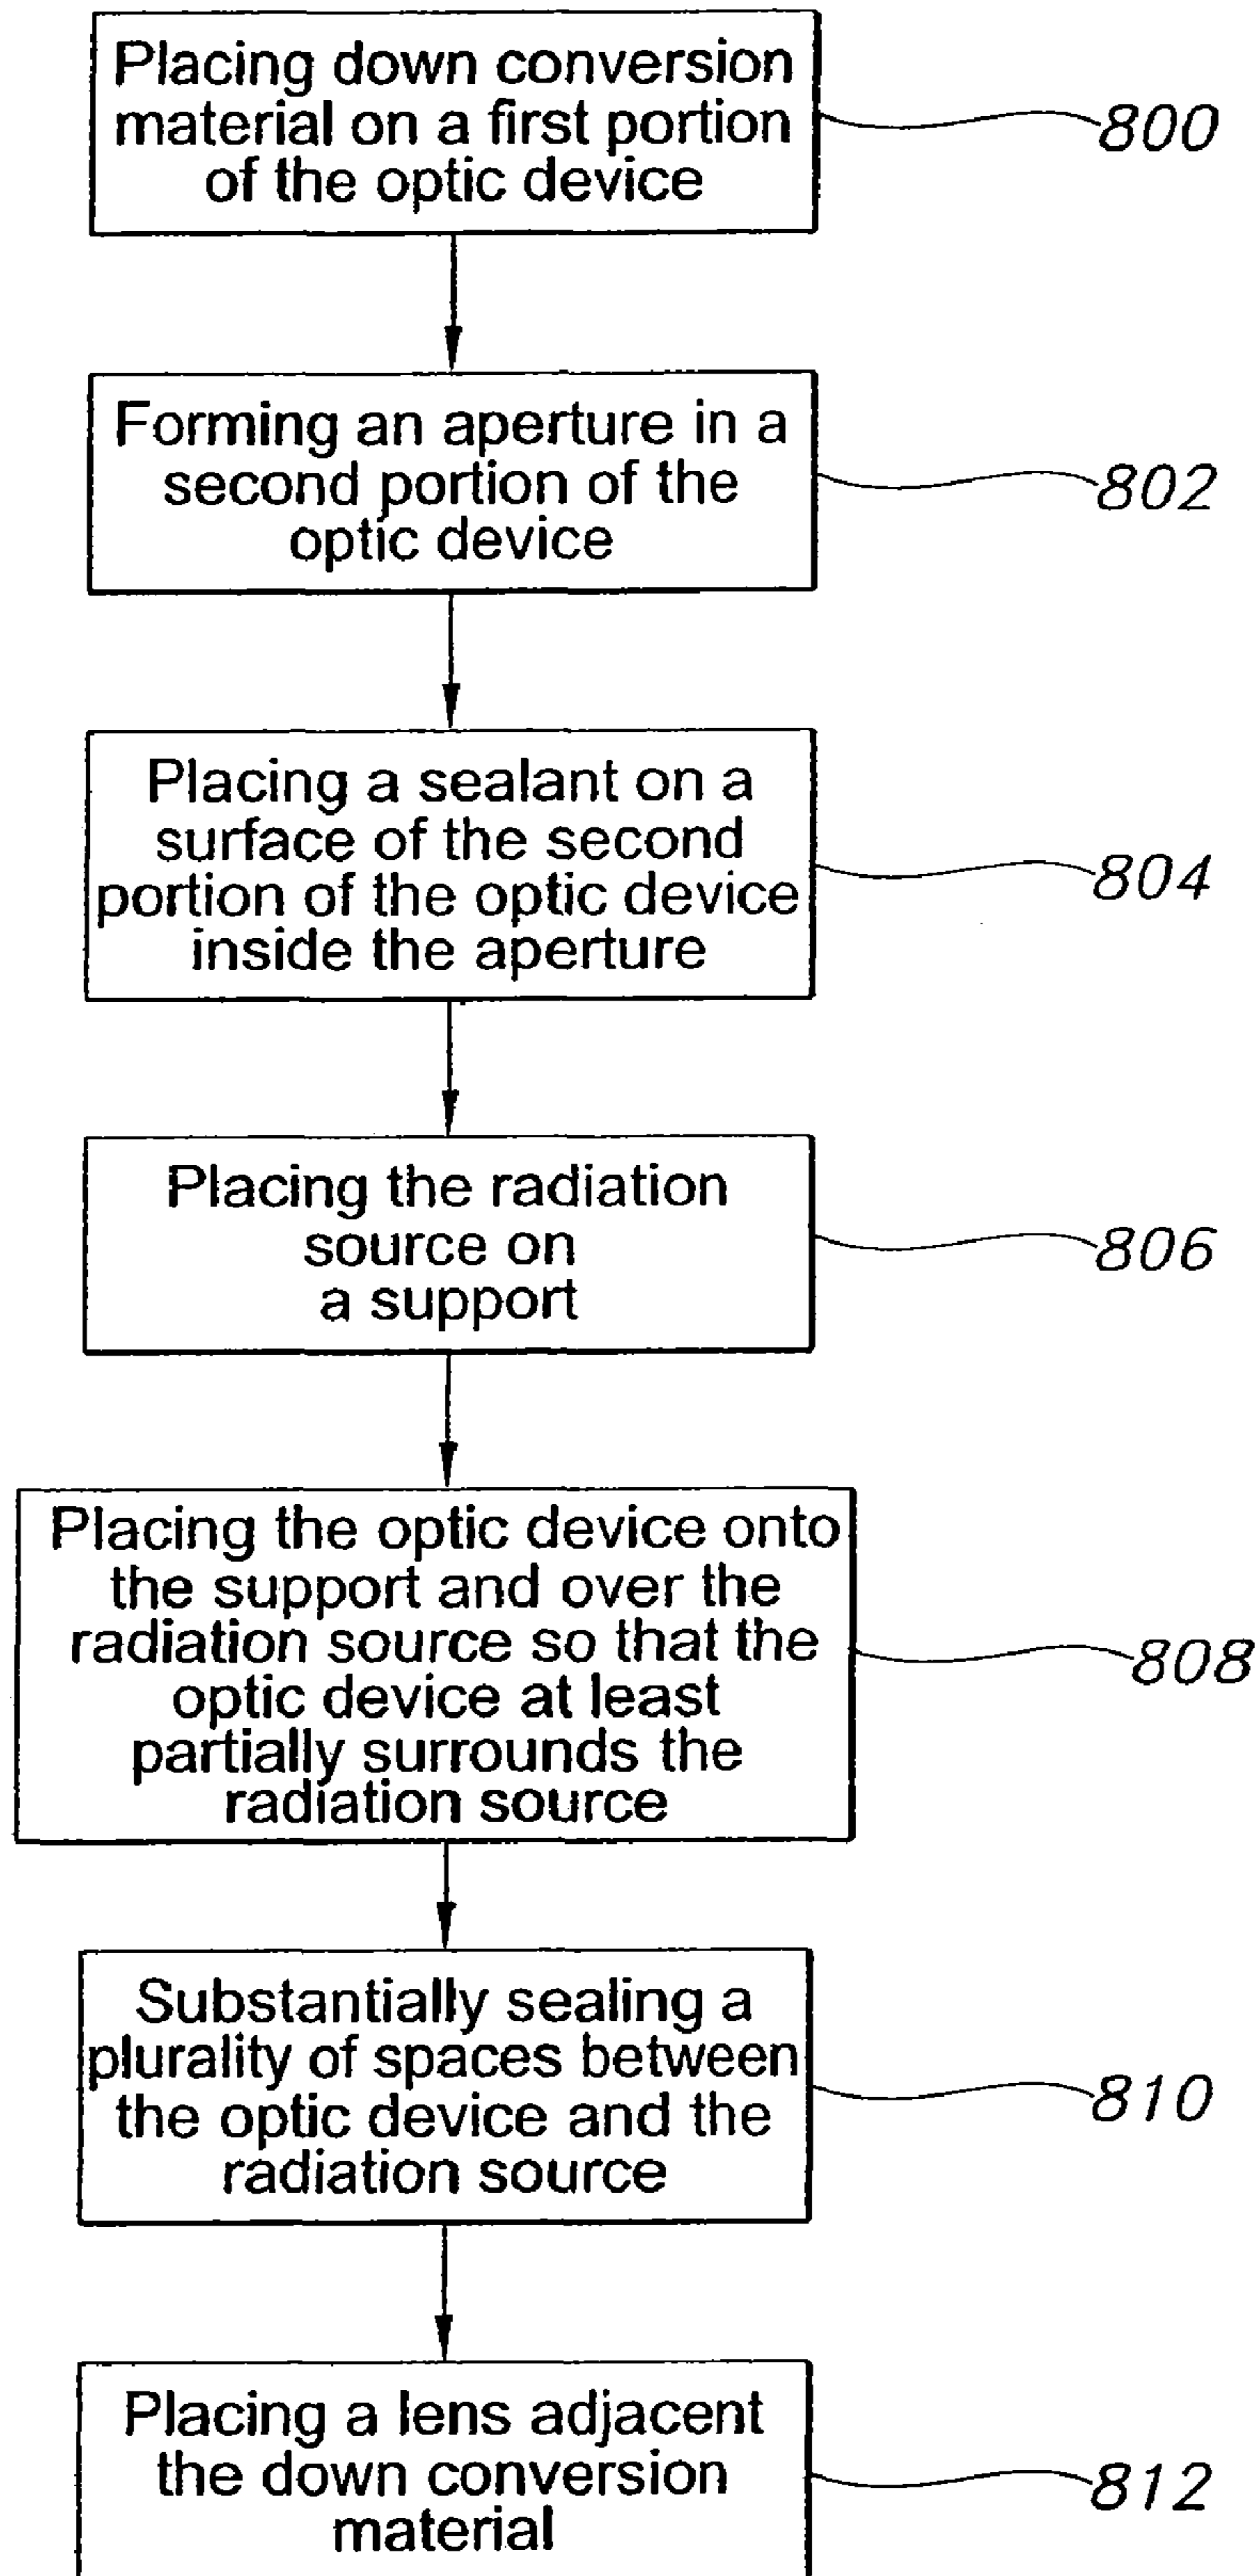 Placing down conversion
material on a first portion
of the optic device
800
Forming an aperture in a
second portion of the
optic device
802
Placing a sealant on a
surface of the second
portion of the optic device
inside the aperture
804
Placing the radiation
source on
a support
806
Placing the optic device onto
the support and over the
radiation source so that the
optic device at least
partially surrounds the
radiation source
808
Substantially sealing a
plurality of spaces between
the optic device and the
radiation source
810
Placing a lens adjacent
the down conversion
material
812